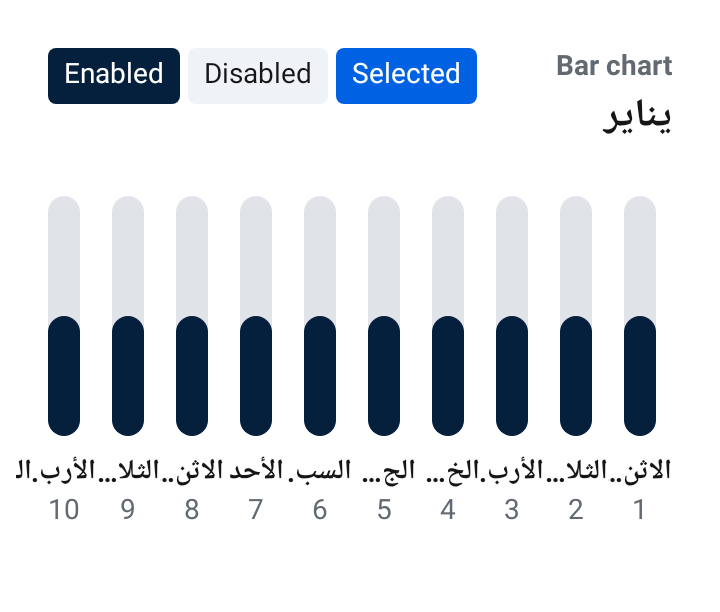 Bar chart
Enabled Disabled Selected
يناير
الاثن.. الثلا... الأرب. الخ... الج... السب. الأحد الاثن.. الثلا... الأرب. ال
1 2 3 4 5 6 7 8 9 10